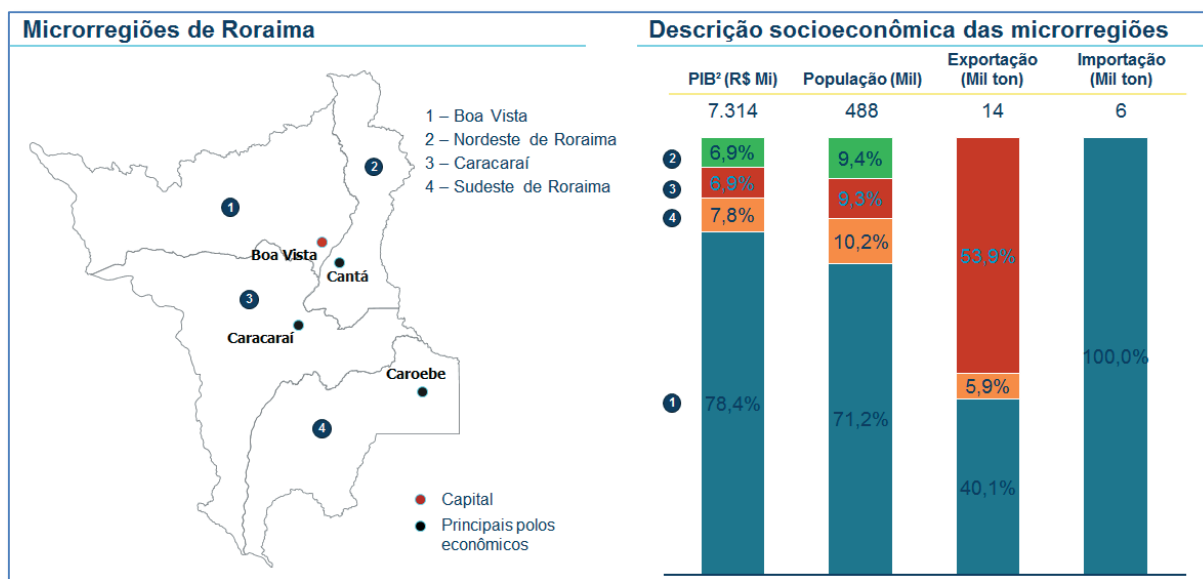 Microrregiões de Roraima
1 – Boa Vista
2 – Nordeste de Roraima
3 – Caracaraí
4 – Sudeste de Roraima
2
1
Boa Vista
Cantá
3
Caracaraí
Caroebe
4
Capital
Principais polos
econômicos
Descrição socioeconômica das microrregiões
PIB² (R$ Mi)
População (Mil)
Exportação
(Mil ton)
Importação
(Mil ton)
7.314
488
14
6
2
6,9%
9,4%
3
6,9%
9,3%
4
7,8%
10,2%
53,9%
100,0%
5,9%
1
78,4%
71,2%
40,1%